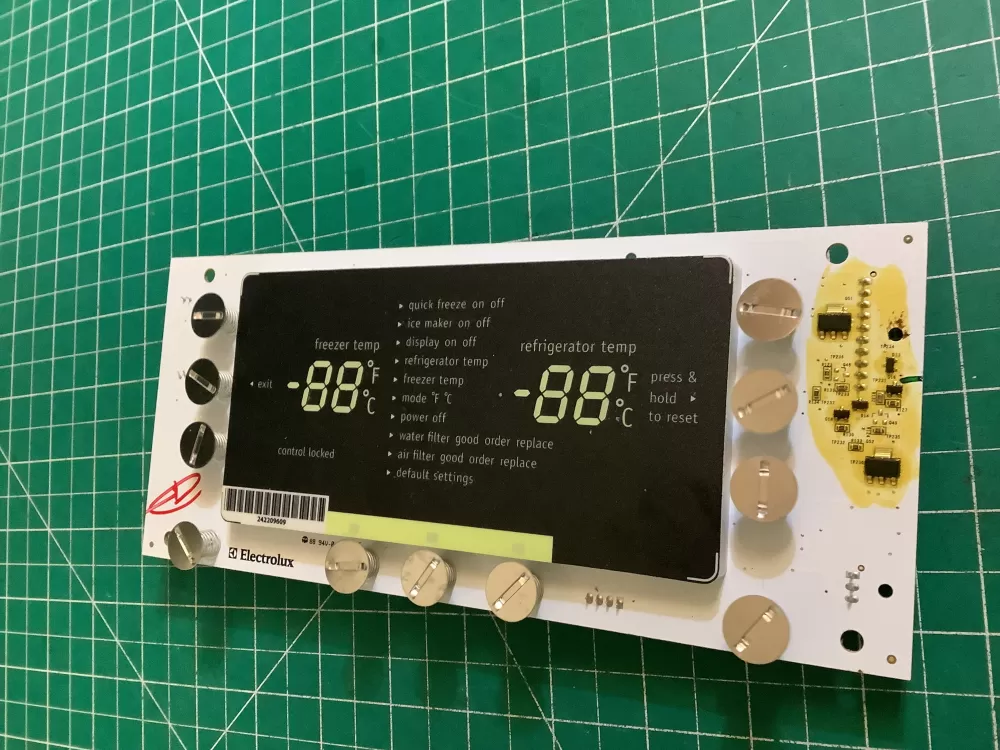 quick freeze on off
ice maker on off
display on off
refrigerator temp
freezer temp
mode °F °C
power off
water filter good order replace
air filter good order replace
default settings
freezer temp
exit
-88 °F °C
control locked
refrigerator temp
-88 °F °C
press &
hold
to reset
242209609
94V-0
Electrolux